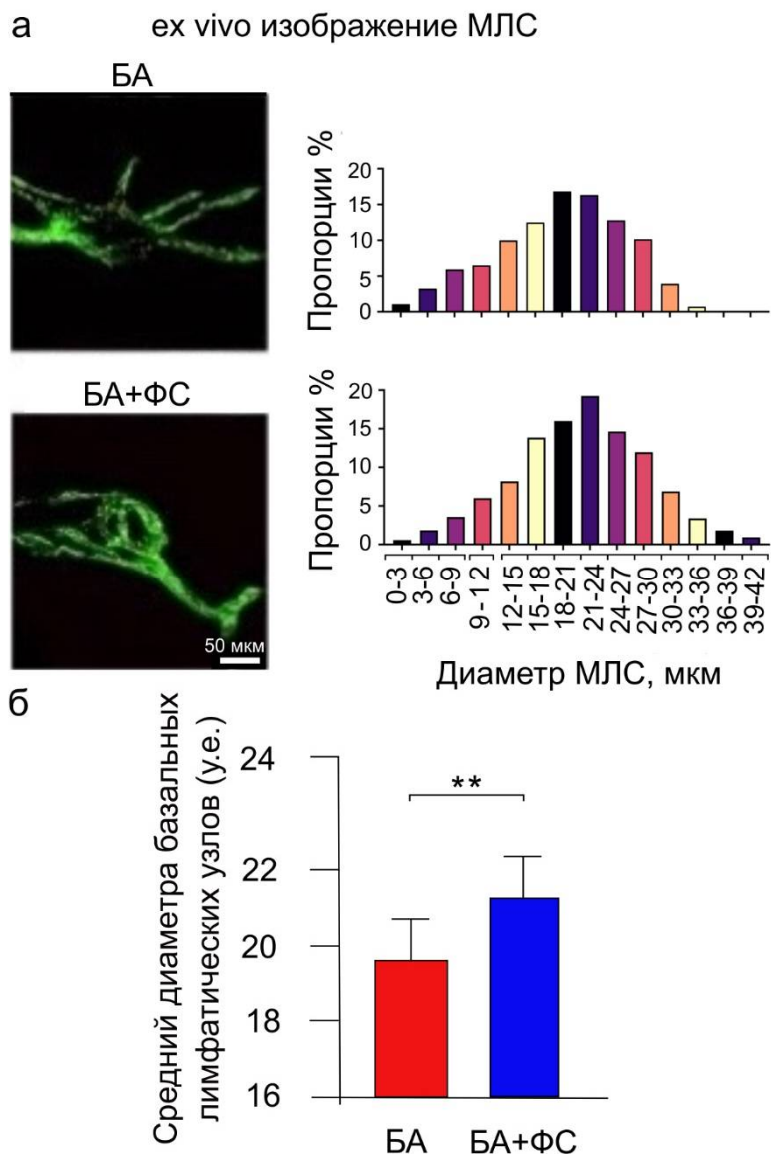 а ex vivo изображение МЛС
БА
Пропорции %
20
15
10
5
0
БА+ФС
50 мкм
Пропорции %
20
15
10
5
0
0-3
3-6
6-9
9-12
12-15
15-18
18-21
21-24
24-27
27-30
30-33
33-36
36-39
39-42
Диаметр МЛС, мкм
б
Средний диаметра базальных
лимфатических узлов (у.е.)
24
22
20
18
16
**
БА
БА+ФС